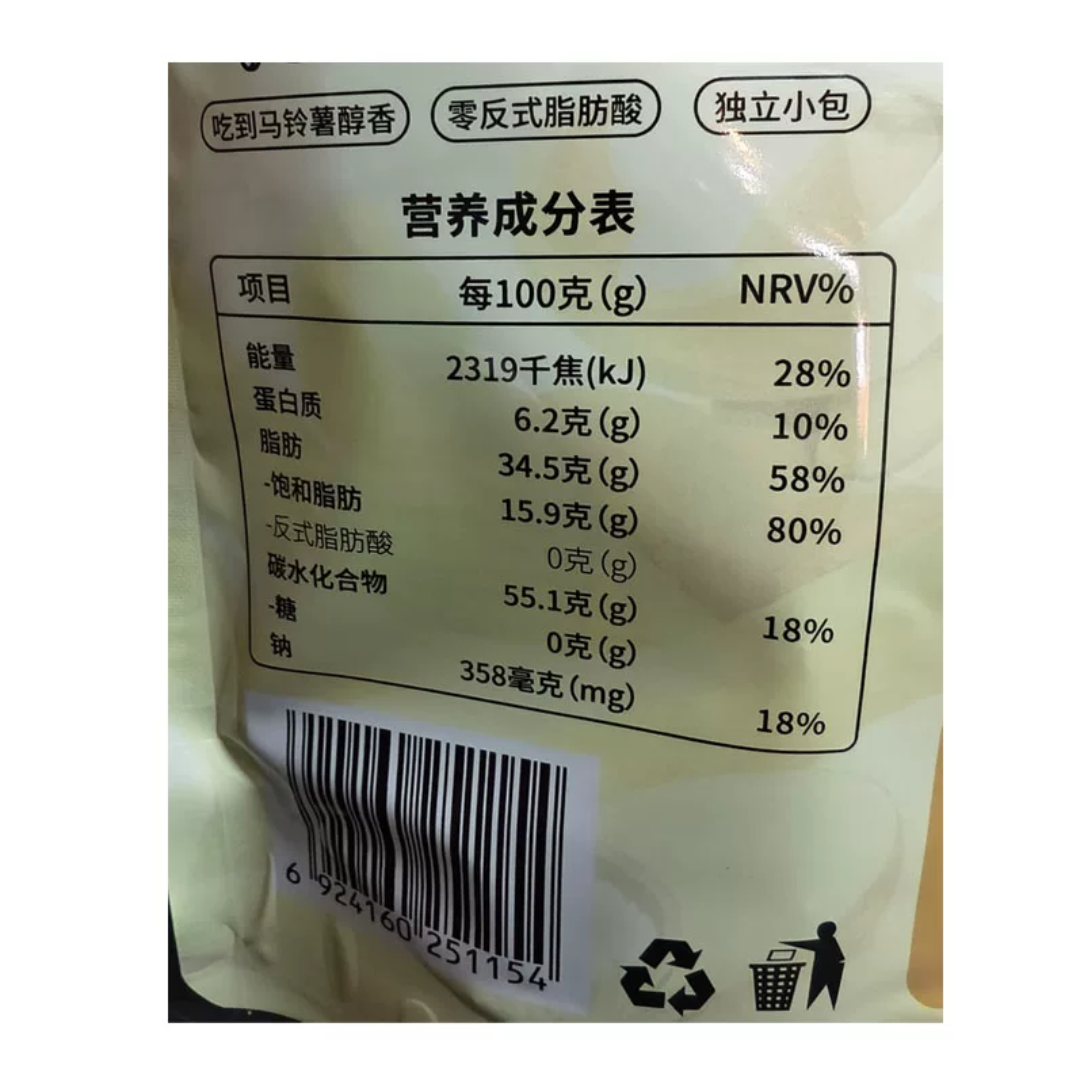 吃到马铃薯醇香 零反式脂肪酸 独立小包
营养成分表
项目 每100克(g) NRV%
能量 2319千焦(kJ) 28%
蛋白质 6.2克(g) 10%
脂肪 34.5克(g) 58%
-饱和脂肪 15.9克(g) 80%
-反式脂肪酸 0克(g)
碳水化合物 55.1克(g) 18%
-糖 0克(g)
钠 358毫克(mg) 18%
6 924160 251154